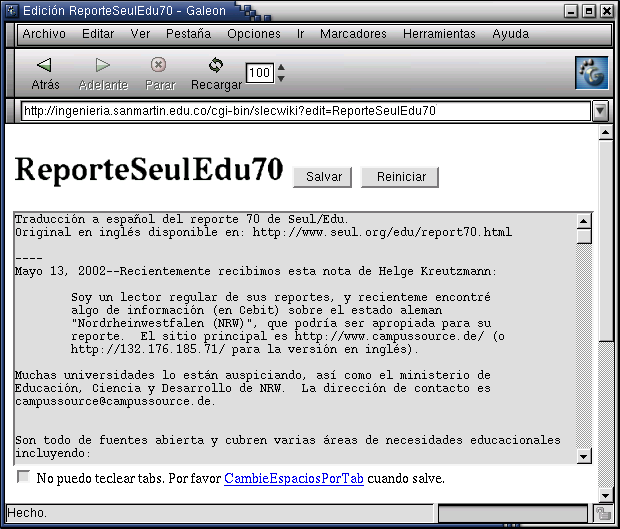 Edición ReporteSeulEdu70 - Galeon
Archivo Editar Ver Pestaña Opciones Ir Marcadores Herramientas Ayuda
Atrás Adelante Parar Recargar 100
http://ingenieria.sanmartin.edu.co/cgi-bin/slecwiki?edit=ReporteSeulEdu70
ReporteSeulEdu70 Salvar Reiniciar
Traducción a español del reporte 70 de Seul/Edu.
Original en inglés disponible en: http://www.seul.org/edu/report70.html
----
Mayo 13, 2002--Recientemente recibimos esta nota de Helge Kreutzmann:
Soy un lector regular de sus reportes, y recienteme encontré
algo de información (en Cebit) sobre el estado aleman
"Nordrheinwestfalen (NRW)", que podría ser apropiada para su
reporte.  El sitio principal es http://www.campussource.de/ (o
http://132.176.185.71/ para la versión en inglés).
Muchas universidades lo están auspiciando, así como el ministerio de
Educación, Ciencia y Desarrollo de NRW.  La dirección de contacto es
campussource@campussource.de.
Son todo de fuentes abierta y cubren varias áreas de necesidades educacionales
incluyendo:
No puedo teclear tabs. Por favor CambieEspaciosPorTab cuando salve.
Hecho.